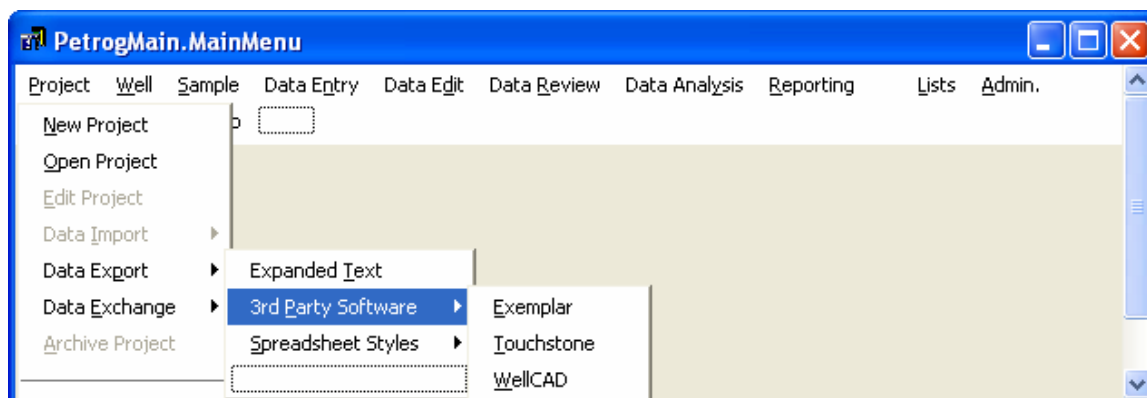 PetrogMain.MainMenu
Project Well Sample Data Entry Data Edit Data Review Data Analysis Reporting Lists Admin.
New Project
Open Project
Edit Project
Data Import
Data Export
Expanded Text
Data Exchange
3rd Party Software
Exemplar
Archive Project
Spreadsheet Styles
Touchstone
WellCAD